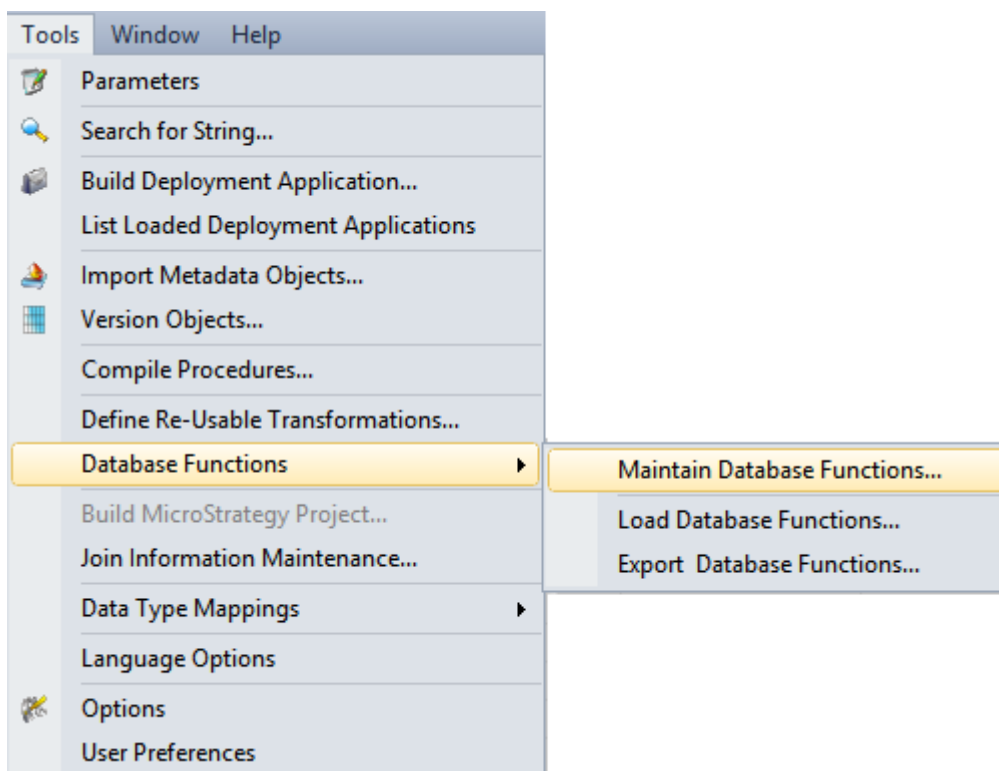 Tools Window Help
Parameters
Search for String...
Build Deployment Application...
List Loaded Deployment Applications
Import Metadata Objects...
Version Objects...
Compile Procedures...
Define Re-Usable Transformations...
Database Functions
Maintain Database Functions...
Build MicroStrategy Project...
Load Database Functions...
Join Information Maintenance...
Export  Database Functions...
Data Type Mappings
Language Options
Options
User Preferences